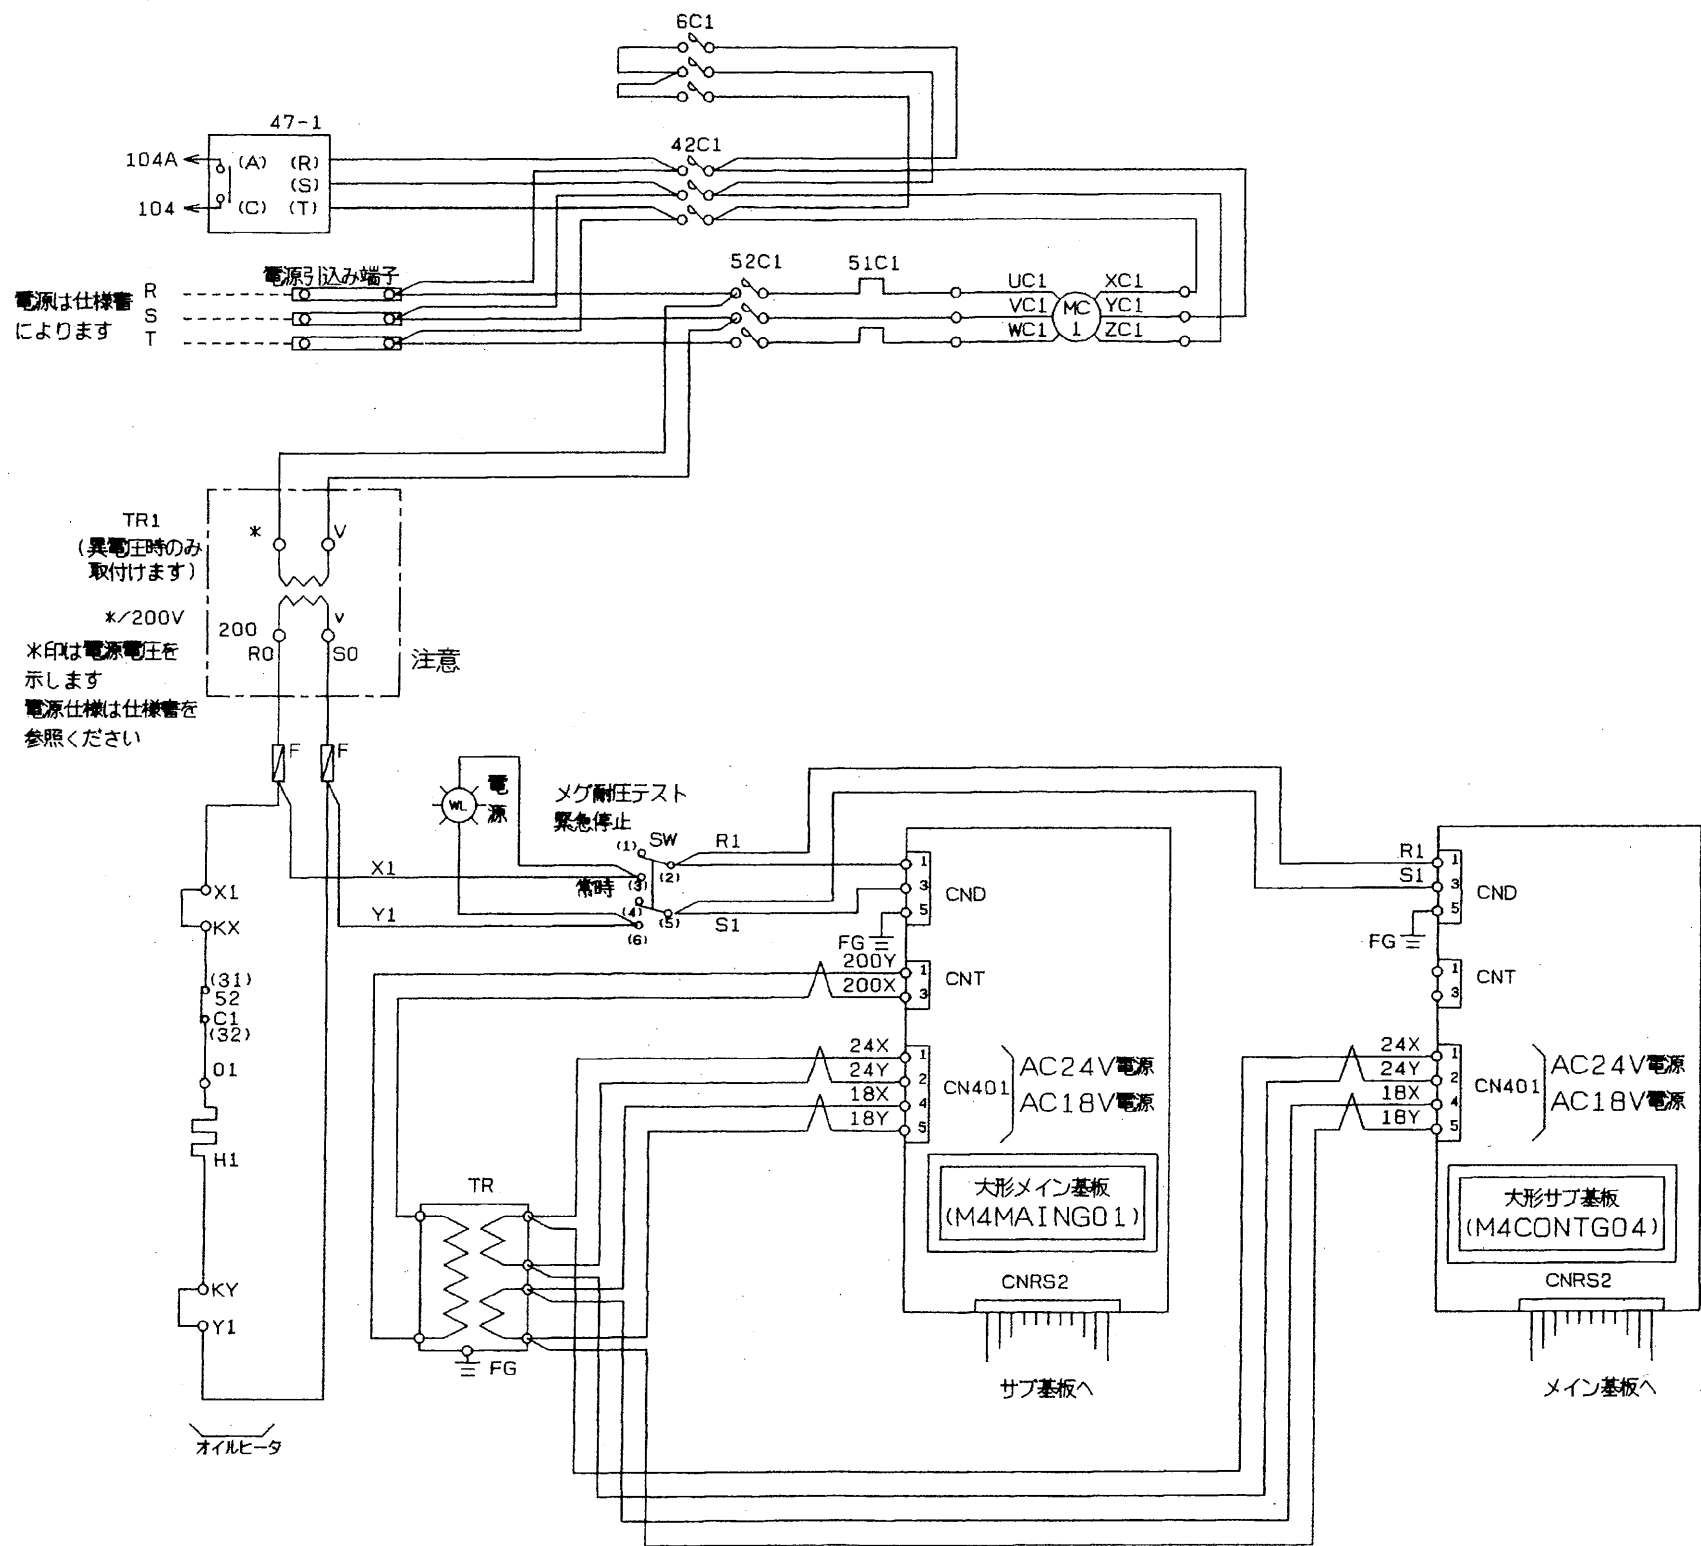 6C1
47-1
42C1
104A
(A) (R)
(S)
104
(C) (T)
電源引込み端子
52C1
51C1
電源は仕様書
によります
R
S
T
UC1
VC1
WC1
MC
1
XC1
YC1
ZC1
TR1
(異電圧時のみ
取付けます)
*
V
*/200V
200
v
R0
S0
注意
*印は電源電圧を
示します
電源仕様は仕様書を
参照ください
F
F
WL
電
源
メグ耐圧テスト
緊急停止
SW
(1)
(2)
常時
(3)
(4)
(5)
(6)
X1
Y1
R1
S1
1
3
5
CND
FG
200Y
200X
1
3
CNT
24X
24Y
18X
18Y
1
2
4
5
CN401
AC24V電源
AC18V電源
大形メイン基板
(M4MAING01)
CNRS2
サブ基板へ
R1
S1
1
3
5
CND
FG
1
3
CNT
24X
24Y
18X
18Y
1
2
4
5
CN401
AC24V電源
AC18V電源
大形サブ基板
(M4CONTG04)
CNRS2
メイン基板へ
X1
KX
(31)
52
C1
(32)
01
H1
KY
Y1
オイルヒータ
TR
FG